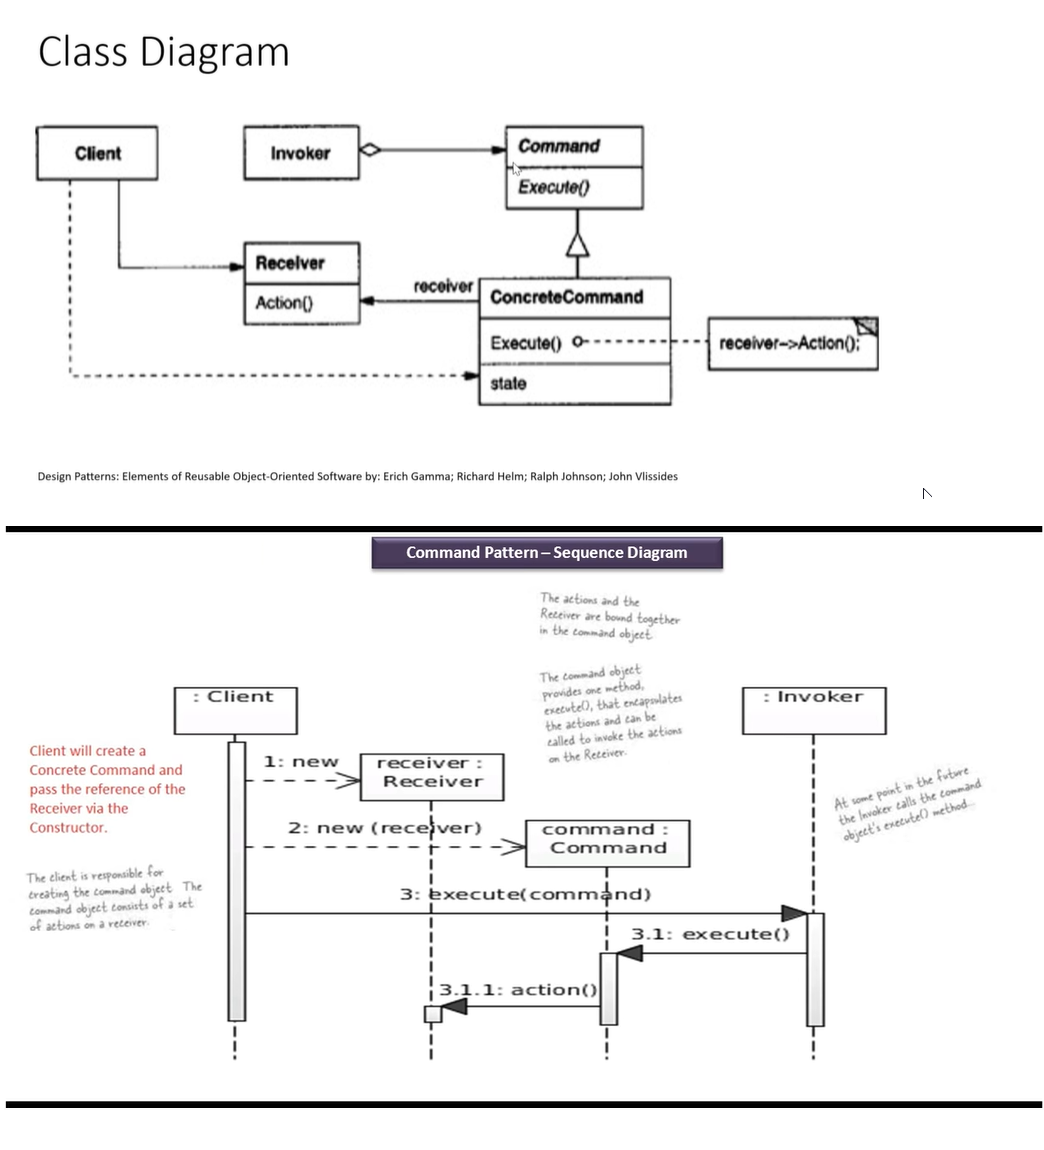 Class Diagram
Client
Invoker
Command
Execute()
Receiver
Action()
receiver
ConcreteCommand
Execute()
receiver->Action();
state
Design Patterns: Elements of Reusable Object-Oriented Software by: Erich Gamma; Richard Helm; Ralph Johnson; John Vlissides
Command Pattern – Sequence Diagram
The actions and the
Receiver are bound together
in the command object.
The command object
provides one method,
execute(), that encapsulates
the actions and can be
called to invoke the actions
on the Receiver.
: Client
: Invoker
Client will create a
Concrete Command and
pass the reference of the
Receiver via the
Constructor.
1: new
receiver :
Receiver
At some point in the future
the Invoker calls the command
object's execute() method...
2: new (receiver)
command :
Command
The client is responsible for
creating the command object. The
command object consists of a set
of actions on a receiver.
3: execute(command)
3.1: execute()
3.1.1: action()